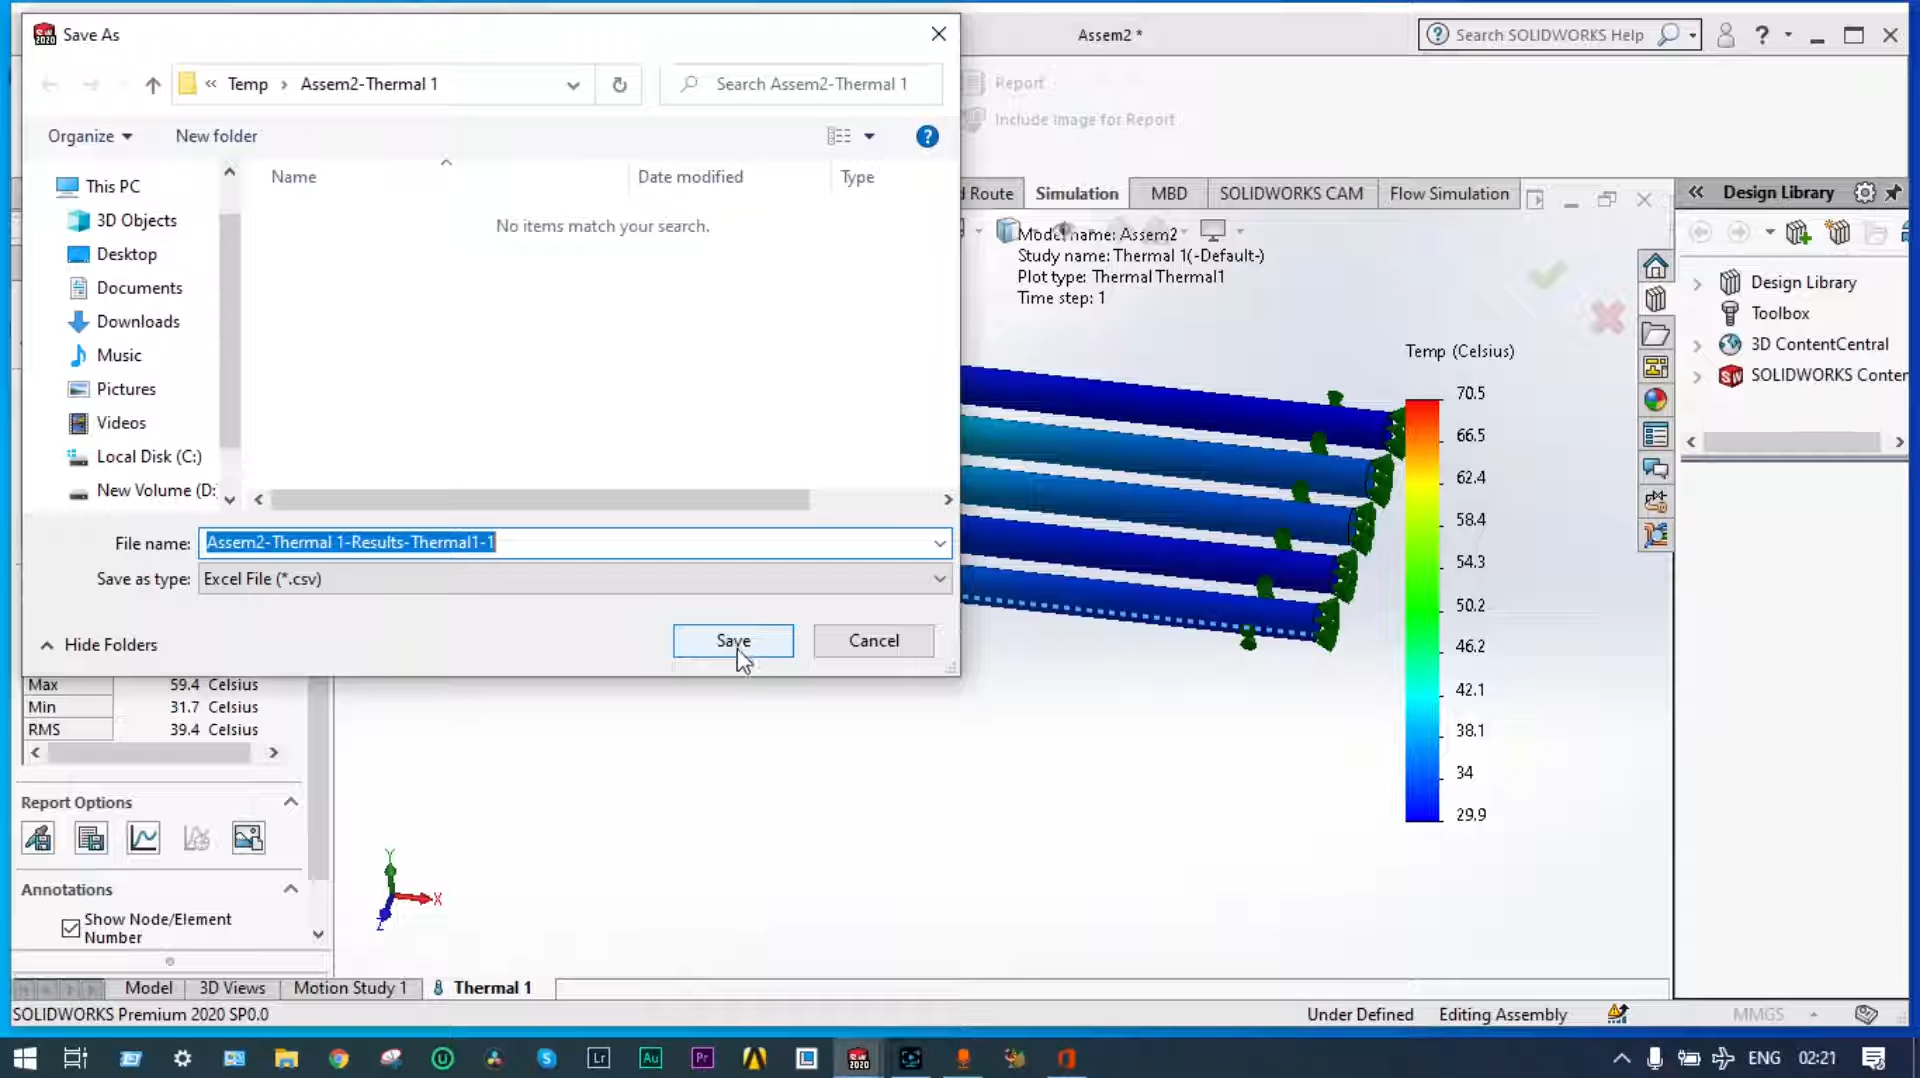 Save As
Assem2 *
Search SOLIDWORKS Help
«  Temp  ›  Assem2-Thermal 1
Search Assem2-Thermal 1
Report
Include Image for Report
Organize
New folder
Name
Date modified
Type
No items match your search.
This PC
3D Objects
Desktop
Documents
Downloads
Music
Pictures
Videos
Local Disk (C:)
New Volume (D:
File name:
Assem2-Thermal 1-Results-Thermal1-1
Save as type:
Excel File (*.csv)
Hide Folders
Save
Cancel
d Route
Simulation
MBD
SOLIDWORKS CAM
Flow Simulation
Model name: Assem2
Study name: Thermal 1(-Default-)
Plot type: Thermal Thermal1
Time step: 1
Temp (Celsius)
70.5
66.5
62.4
58.4
54.3
50.2
46.2
42.1
38.1
34
29.9
Design Library
Design Library
Toolbox
3D ContentCentral
SOLIDWORKS Conter
Max 59.4 Celsius
Min 31.7 Celsius
RMS 39.4 Celsius
Report Options
Annotations
Show Node/Element
Number
Y
X
Z
Model
3D Views
Motion Study 1
Thermal 1
SOLIDWORKS Premium 2020 SP0.0
Under Defined
Editing Assembly
MMGS
Lr
Au
Pr
SW
2020
ENG
02:21